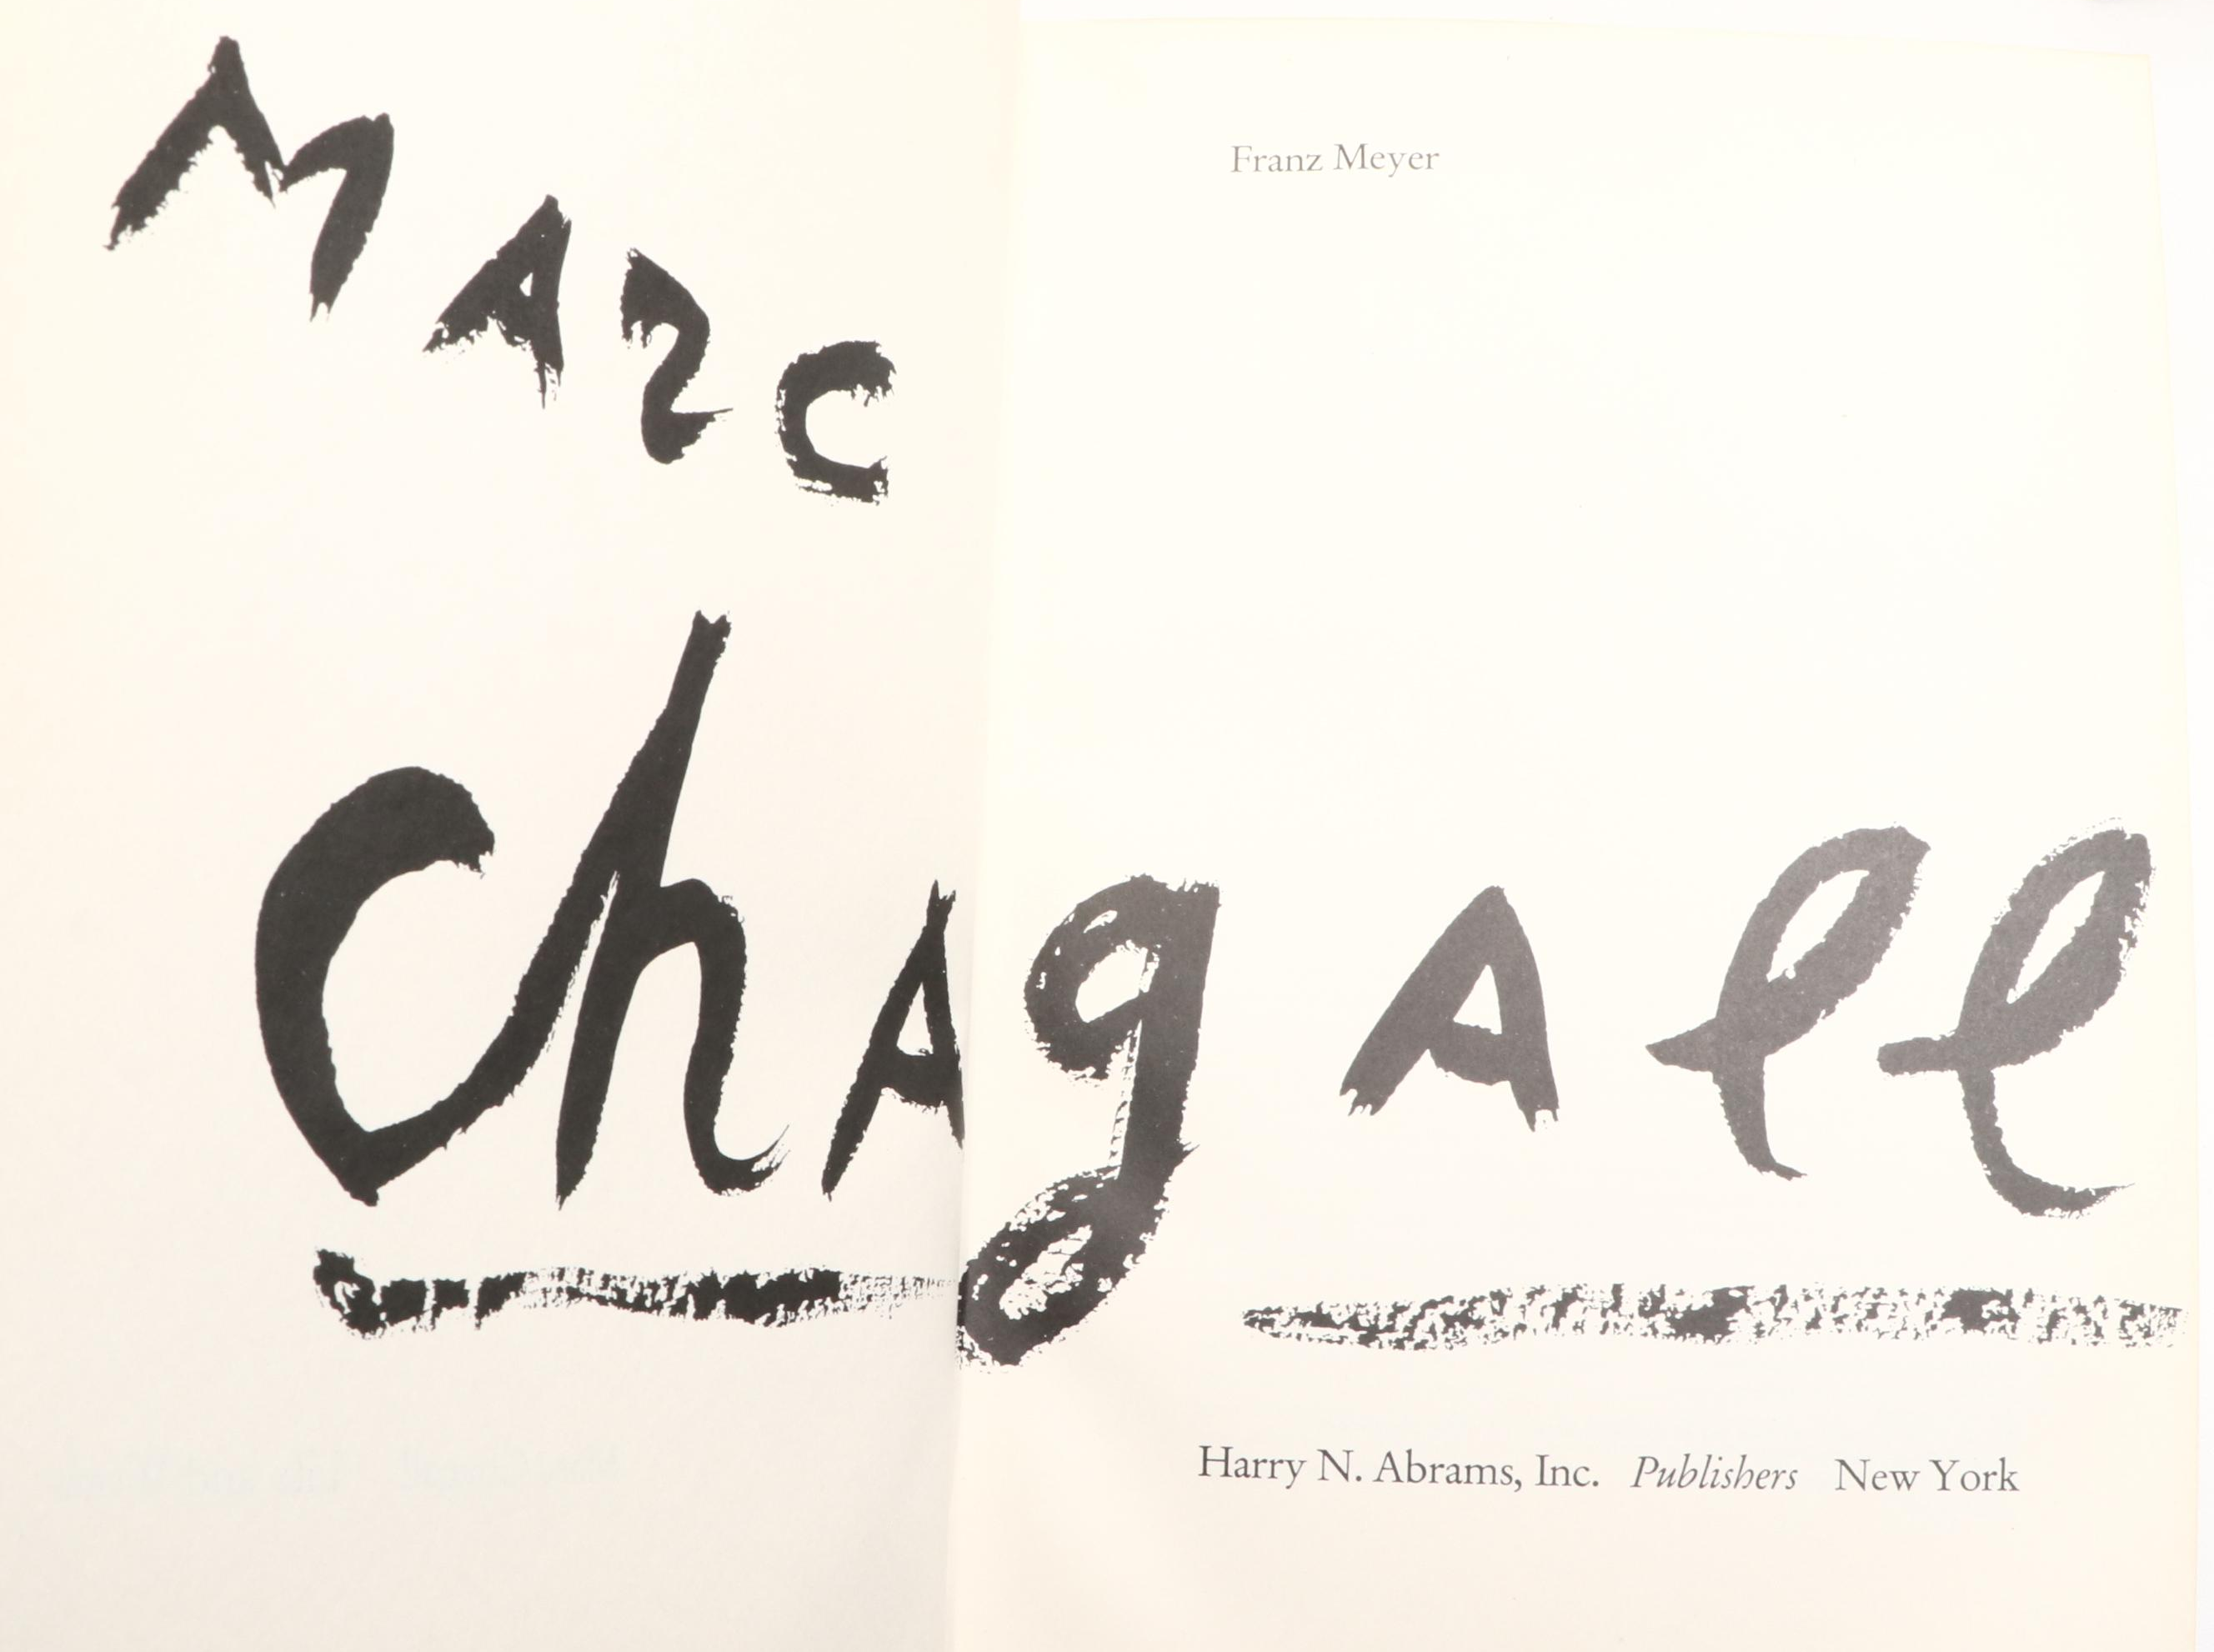 Franz Meyer
MArc
ChAgAll
Harry N. Abrams, Inc. Publishers New York